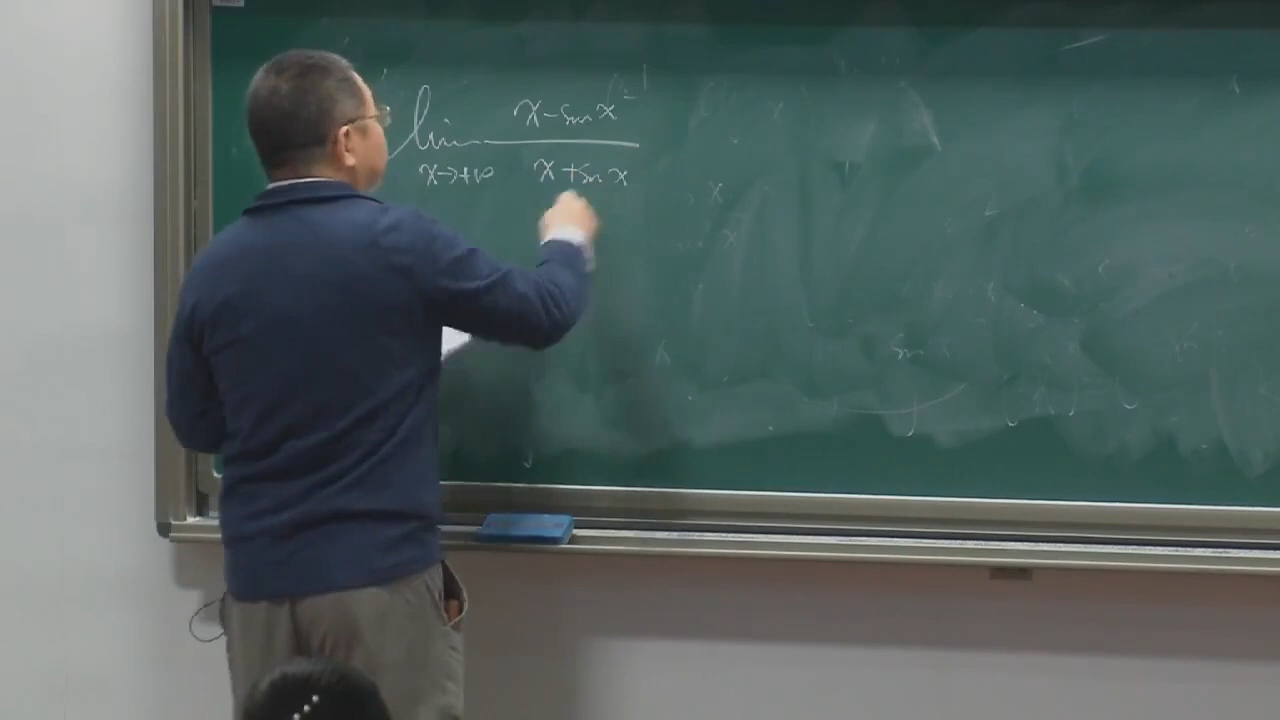 lim x-sin x / x+sin x
x→+∞